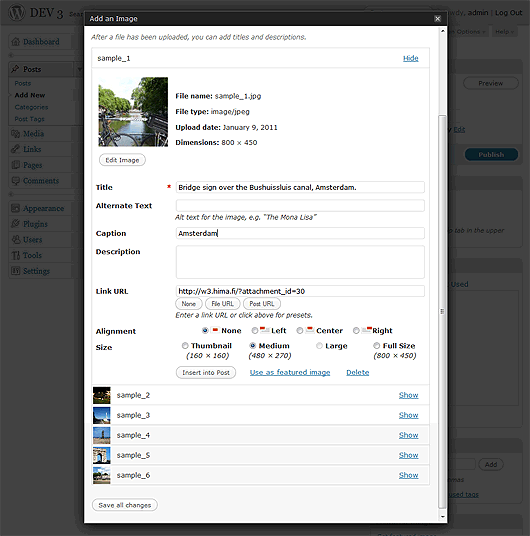 DEV 3
admin | Log Out
Add an Image
Options
Help
After a file has been uploaded, you can add titles and descriptions.
Dashboard
Posts
Posts
Add New
Categories
Post Tags
Media
Links
Pages
Comments
Appearance
Plugins
Users
Tools
Settings
sample_1
Hide
File name: sample_1.jpg
File type: image/jpeg
Upload date: January 9, 2011
Dimensions: 800 × 450
Edit Image
Title * Bridge sign over the Bushuissluis canal, Amsterdam.
Alternate Text
Alt text for the image, e.g. “The Mona Lisa”
Caption Amsterdam
Description
Link URL http://w3.hima.fi/?attachment_id=30
None File URL Post URL
Enter a link URL or click above for presets.
Alignment None Left Center Right
Size Thumbnail Medium Large Full Size
(160 × 160) (480 × 270) (800 × 450)
Insert into Post Use as featured image Delete
sample_2 Show
sample_3 Show
sample_4 Show
sample_5 Show
sample_6 Show
Save all changes
Preview
Edit
Publish
tab in the upper
Used
Add
used tags